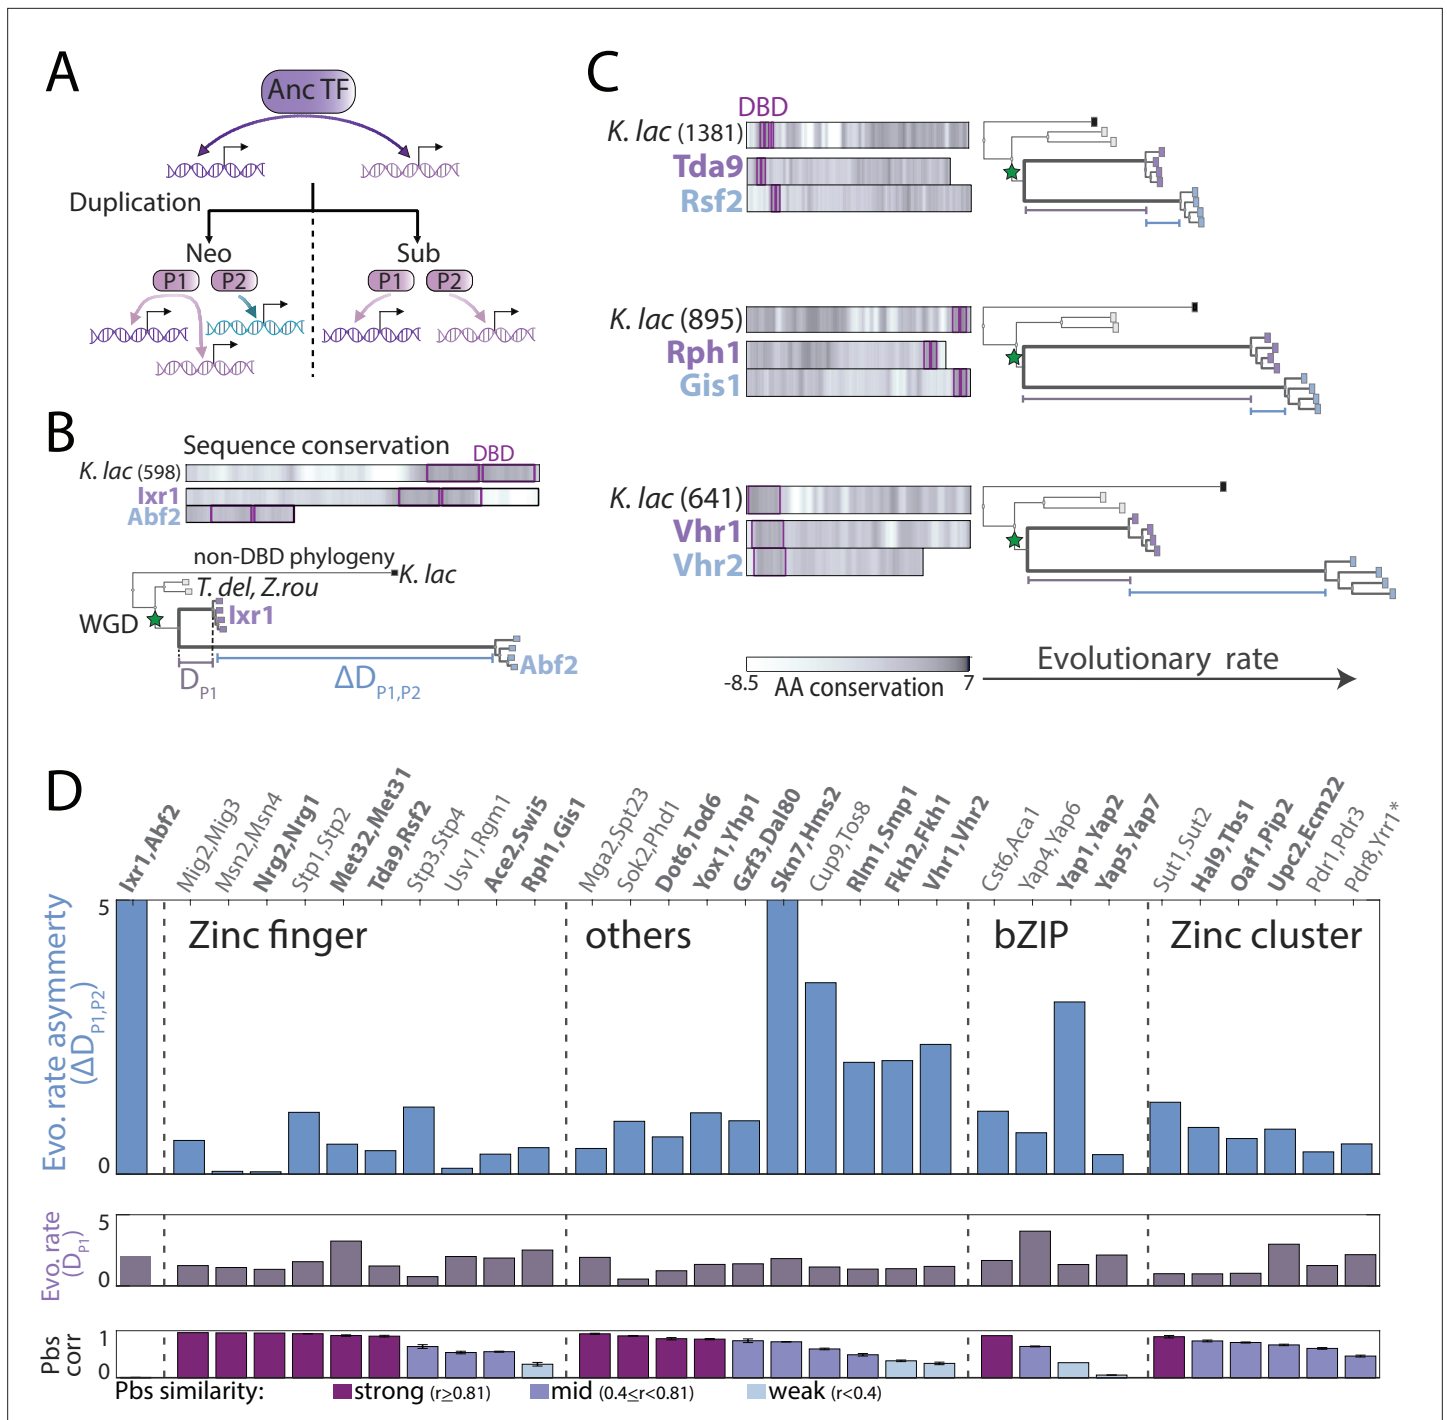 A
Anc TF
Duplication
Neo
Sub
P1
P2
P1
P2
B
Sequence conservation
DBD
K. lac (598)
Ixr1
Abf2
non-DBD phylogeny
K. lac
T. del, Z.rou
WGD
Ixr1
Abf2
D P1
ΔD P1,P2
C
DBD
K. lac (1381)
Tda9
Rsf2
K. lac (895)
Rph1
Gis1
K. lac (641)
Vhr1
Vhr2
-8.5
AA conservation
7
Evolutionary rate
D
Ixr1,Abf2
Mig2,Mig3
Msn2,Msn4
Nrg2,Nrg1
Stp1,Stp2
Met32,Met31
Tda9,Rsf2
Stp3,Stp4
Usv1,Rgm1
Ace2,Swi5
Rph1,Gis1
Mga2,Spt23
Sok2,Phd1
Dot6,Tod6
Yox1,Yhp1
Gzf3,Dal80
Skn7,Hms2
Cup9,Tos8
Rlm1,Smp1
Fkh2,Fkh1
Vhr1,Vhr2
Cst6,Aca1
Yap4,Yap6
Yap1,Yap2
Yap5,Yap7
Sut1,Sut2
Hal9,Tbs1
Oaf1,Pip2
Upc2,Ecm22
Pdr1,Pdr3
Pdr8,Yrr1*
Zinc finger
others
bZIP
Zinc cluster
Evo. rate asymmerty
(ΔD P1,P2)
5
0
Evo. rate
(D P1)
5
0
Pbs
corr
1
0
Pbs similarity:
strong (r≥0.81)
mid (0.4≤r<0.81)
weak (r<0.4)